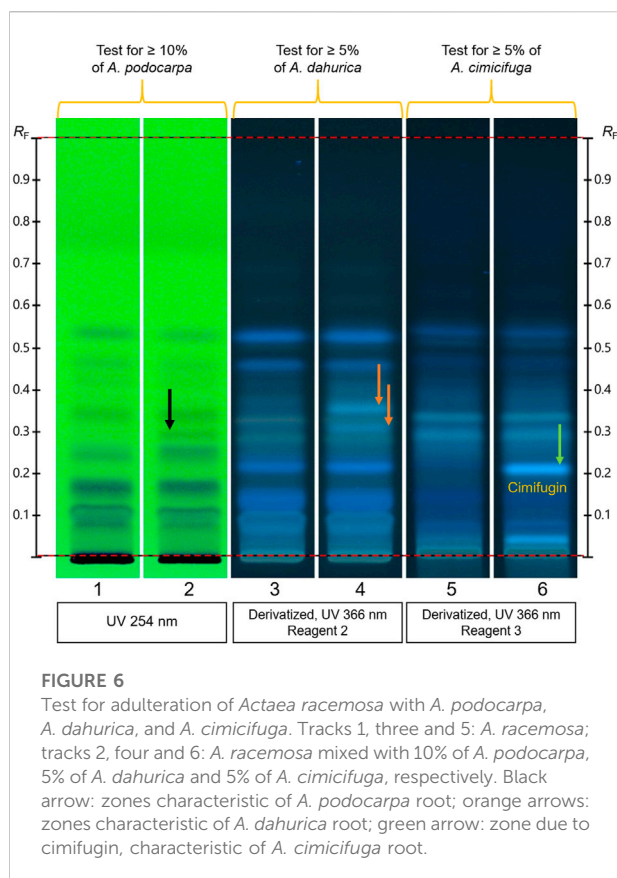 Test for ≥ 10%
of A. podocarpa
Test for ≥ 5%
of A. dahurica
Test for ≥ 5% of
A. cimicifuga
RF
RF
0.9
0.9
0.8
0.8
0.7
0.7
0.6
0.6
0.5
0.5
0.4
0.4
0.3
0.3
0.2
0.2
Cimifugin
0.1
0.1
1 2 3 4 5 6
UV 254 nm
Derivatized, UV 366 nm
Reagent 2
Derivatized, UV 366 nm
Reagent 3
FIGURE 6
Test for adulteration of Actaea racemosa with A. podocarpa,
A. dahurica, and A. cimicifuga. Tracks 1, three and 5: A. racemosa;
tracks 2, four and 6: A. racemosa mixed with 10% of A. podocarpa,
5% of A. dahurica and 5% of A. cimicifuga, respectively. Black
arrow: zones characteristic of A. podocarpa root; orange arrows:
zones characteristic of A. dahurica root; green arrow: zone due to
cimifugin, characteristic of A. cimicifuga root.